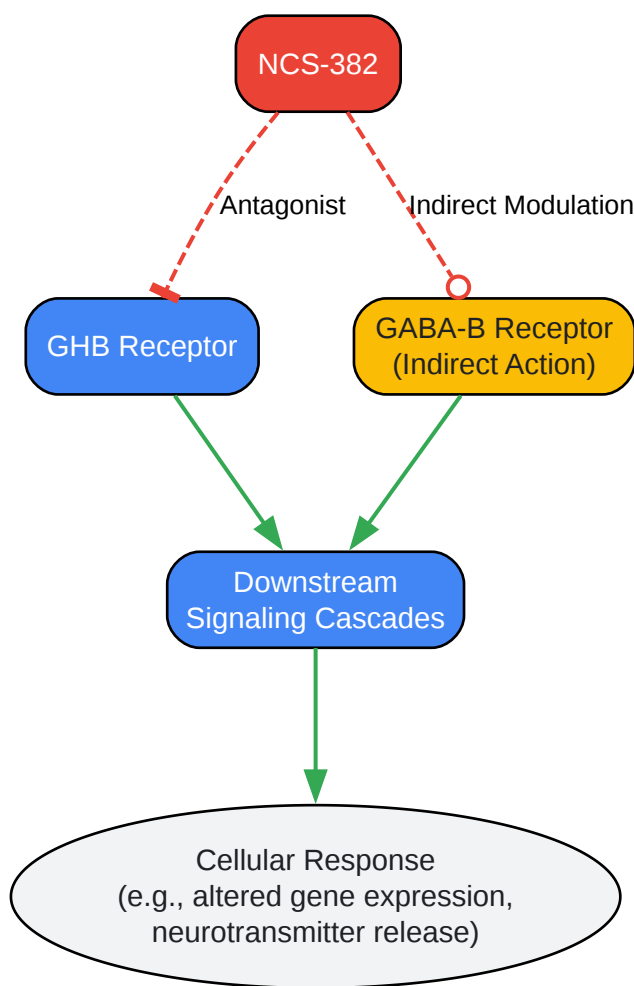 NCS-382
Antagonist
Indirect Modulation
GHB Receptor
GABA-B Receptor
(Indirect Action)
Downstream
Signaling Cascades
Cellular Response
(e.g., altered gene expression,
neurotransmitter release)